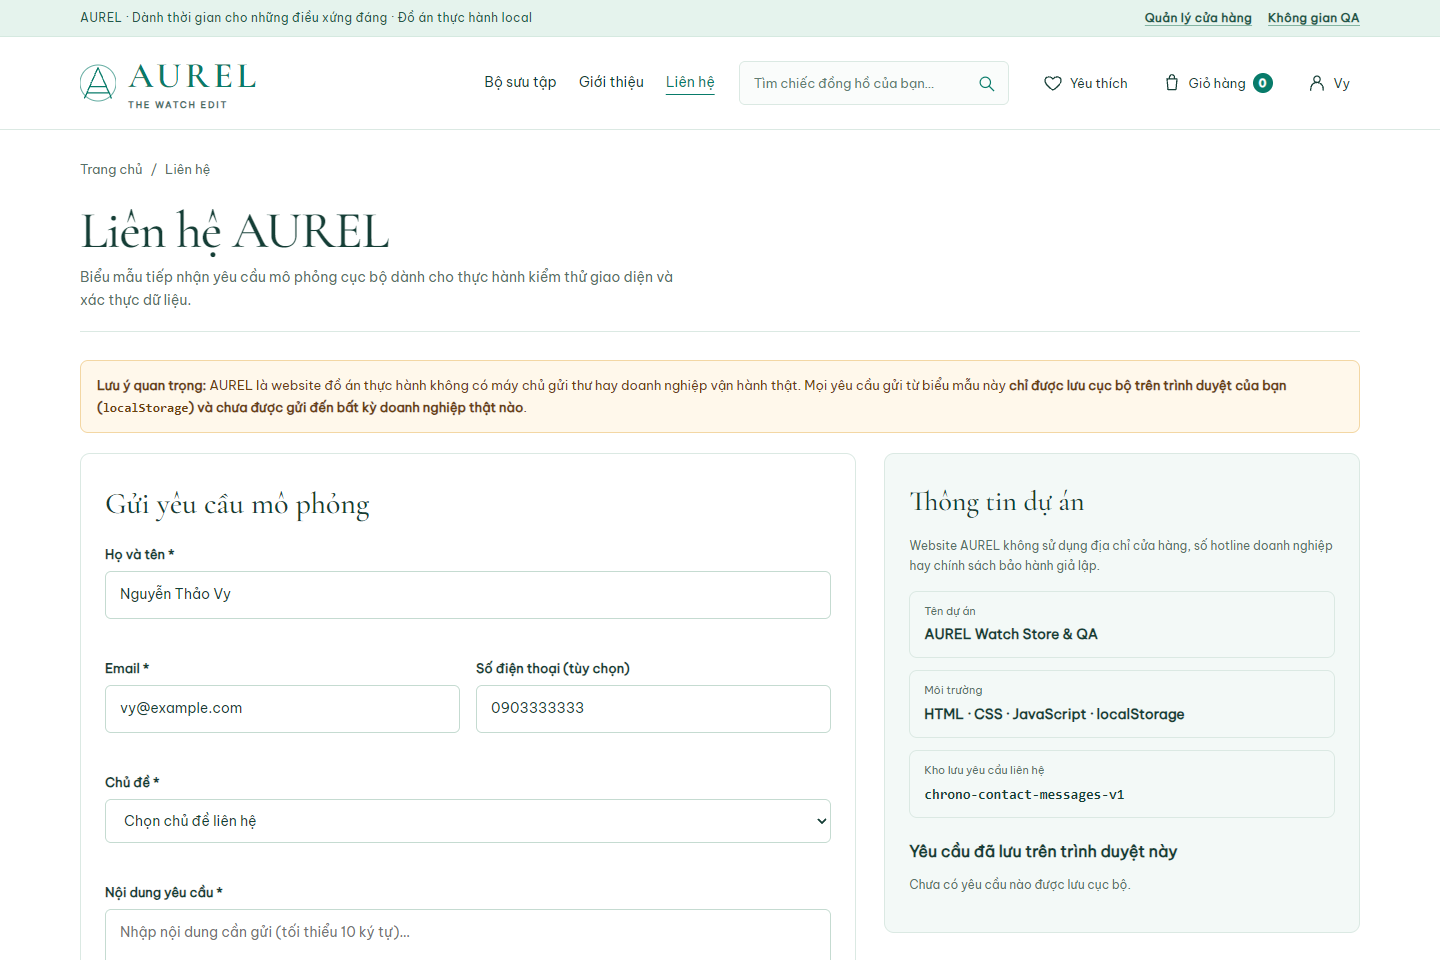 AUREL · Dành thời gian cho những điều xứng đáng · Đồ án thực hành local
Quản lý cửa hàng
Không gian QA
AUREL
THE WATCH EDIT
Bộ sưu tập
Giới thiệu
Liên hệ
Tìm chiếc đồng hồ của bạn...
Yêu thích
Giỏ hàng 0
Vy
Trang chủ / Liên hệ
Liên hệ AUREL
Biểu mẫu tiếp nhận yêu cầu mô phỏng cục bộ dành cho thực hành kiểm thử giao diện và
xác thực dữ liệu.
Lưu ý quan trọng: AUREL là website đồ án thực hành không có máy chủ gửi thư hay doanh nghiệp vận hành thật. Mọi yêu cầu gửi từ biểu mẫu này chỉ được lưu cục bộ trên trình duyệt của bạn
(localStorage) và chưa được gửi đến bất kỳ doanh nghiệp thật nào.
Gửi yêu cầu mô phỏng
Họ và tên *
Nguyễn Thảo Vy
Email *
vy@example.com
Số điện thoại (tùy chọn)
0903333333
Chủ đề *
Chọn chủ đề liên hệ
Nội dung yêu cầu *
Nhập nội dung cần gửi (tối thiểu 10 ký tự)...
Thông tin dự án
Website AUREL không sử dụng địa chỉ cửa hàng, số hotline doanh nghiệp
hay chính sách bảo hành giả lập.
Tên dự án
AUREL Watch Store & QA
Môi trường
HTML · CSS · JavaScript · localStorage
Kho lưu yêu cầu liên hệ
chrono-contact-messages-v1
Yêu cầu đã lưu trên trình duyệt này
Chưa có yêu cầu nào được lưu cục bộ.